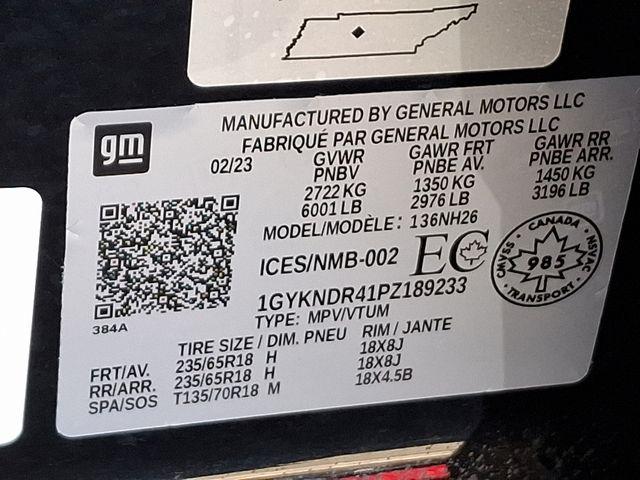 MANUFACTURED BY GENERAL MOTORS LLC
FABRIQUÉ PAR GENERAL MOTORS LLC
gm
02/23
GVWR
PNBV
2722 KG
6001 LB
GAWR FRT
PNBE AV.
1350 KG
2976 LB
GAWR RR
PNBE ARR.
1450 KG
3196 LB
MODEL/MODÈLE: 136NH26
ICES/NMB-002
EC
CANADA
NSVAC
985
SVANC
TRANSPORT
1GYKNDR41PZ189233
TYPE: MPV/VTUM
384A
TIRE SIZE / DIM. PNEU RIM / JANTE
FRT/AV. 235/65R18 H 18X8J
RR/ARR. 235/65R18 H 18X8J
SPA/SOS T135/70R18 M 18X4.5B